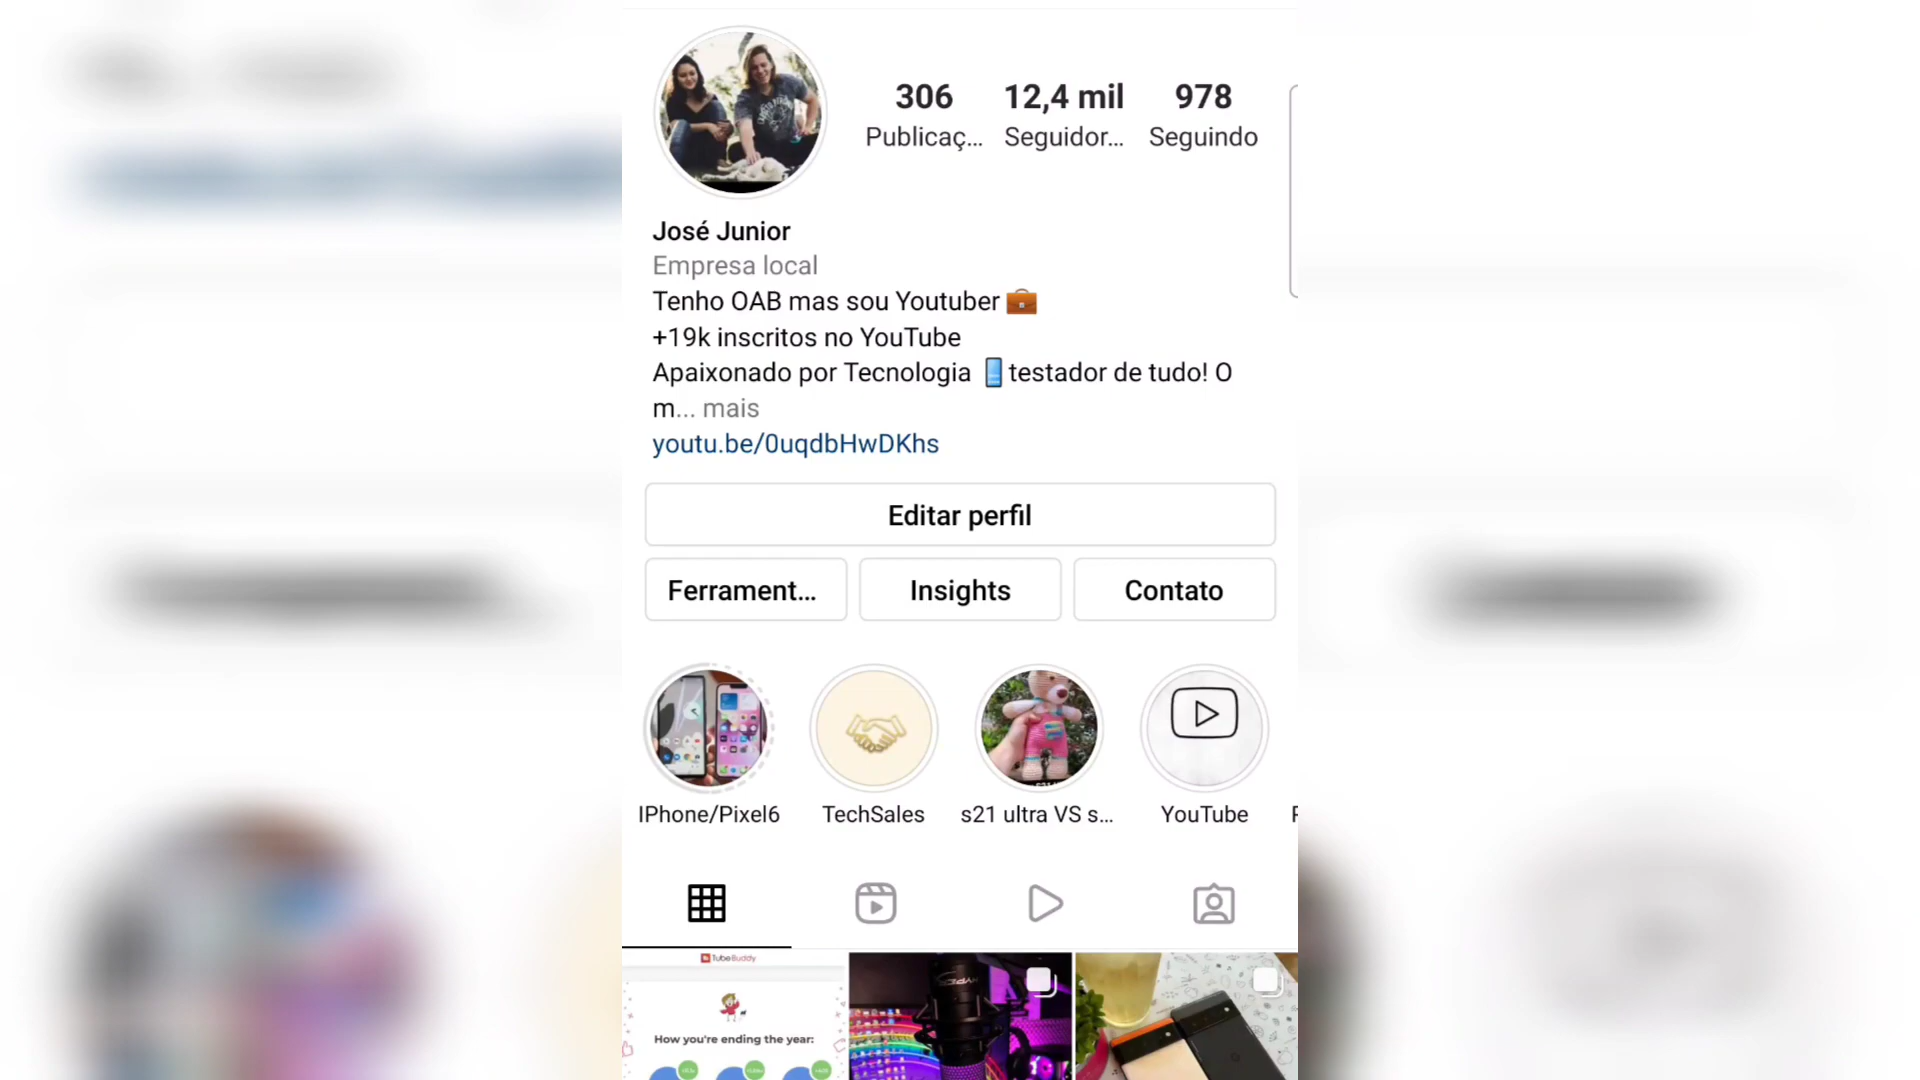 306 12,4 mil 978
Publicaç... Seguidor... Seguindo
José Junior
Empresa local
Tenho OAB mas sou Youtuber
+19k inscritos no YouTube
Apaixonado por Tecnologia testador de tudo! O
m... mais
youtu.be/0uqdbHwDKhs
Editar perfil
Ferrament... Insights Contato
IPhone/Pixel6 TechSales s21 ultra VS s... YouTube
TubeBuddy
How you're ending the year: